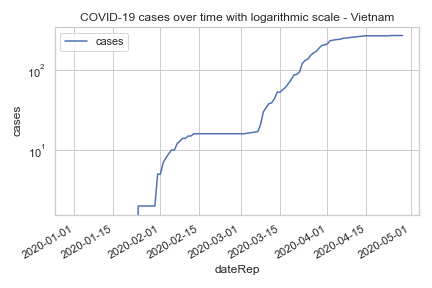 COVID-19 cases over time with logarithmic scale - Vietnam
cases
10²
10¹
cases
2020-01-01
2020-01-15
2020-02-01
2020-02-15
2020-03-01
2020-03-15
2020-04-01
2020-04-15
2020-05-01
dateRep